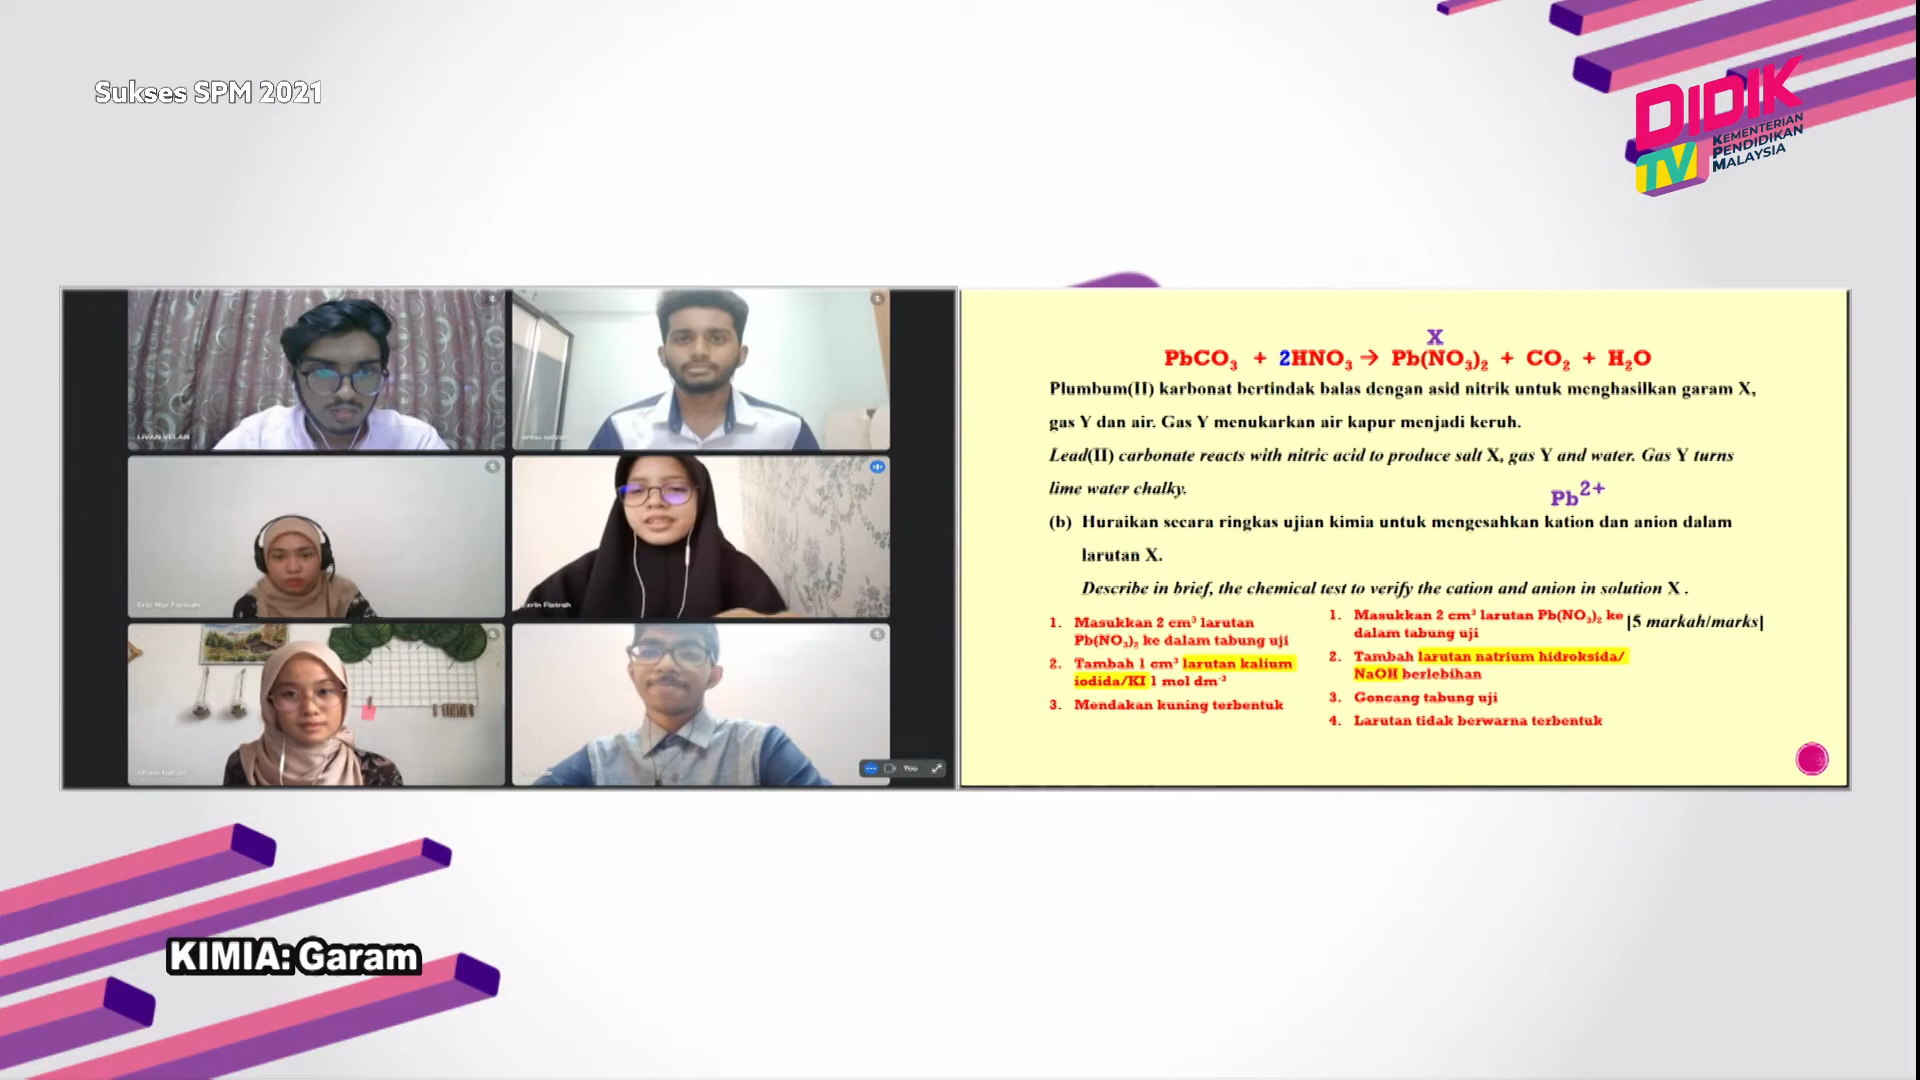 Sukses SPM 2021
DIDIK
TV
KEMENTERIAN
PENDIDIKAN
MALAYSIA
X
PbCO₃ + 2HNO₃ → Pb(NO₃)₂ + CO₂ + H₂O
Plumbum(II) karbonat bertindak balas dengan asid nitrik untuk menghasilkan garam X,
gas Y dan air. Gas Y menukarkan air kapur menjadi keruh.
Lead(II) carbonate reacts with nitric acid to produce salt X, gas Y and water. Gas Y turns
lime water chalky.
Pb²⁺
(b) Huraikan secara ringkas ujian kimia untuk mengesahkan kation dan anion dalam
larutan X.
Describe in brief, the chemical test to verify the cation and anion in solution X .
[5 markah/marks]
1. Masukkan 2 cm³ larutan
Pb(NO₃)₂ ke dalam tabung uji
2. Tambah 1 cm³ larutan kalium
iodida/KI 1 mol dm⁻³
3. Mendakan kuning terbentuk
1. Masukkan 2 cm³ larutan Pb(NO₃)₂ ke
dalam tabung uji
2. Tambah larutan natrium hidroksida/
NaOH berlebihan
3. Goncang tabung uji
4. Larutan tidak berwarna terbentuk
You
KIMIA: Garam